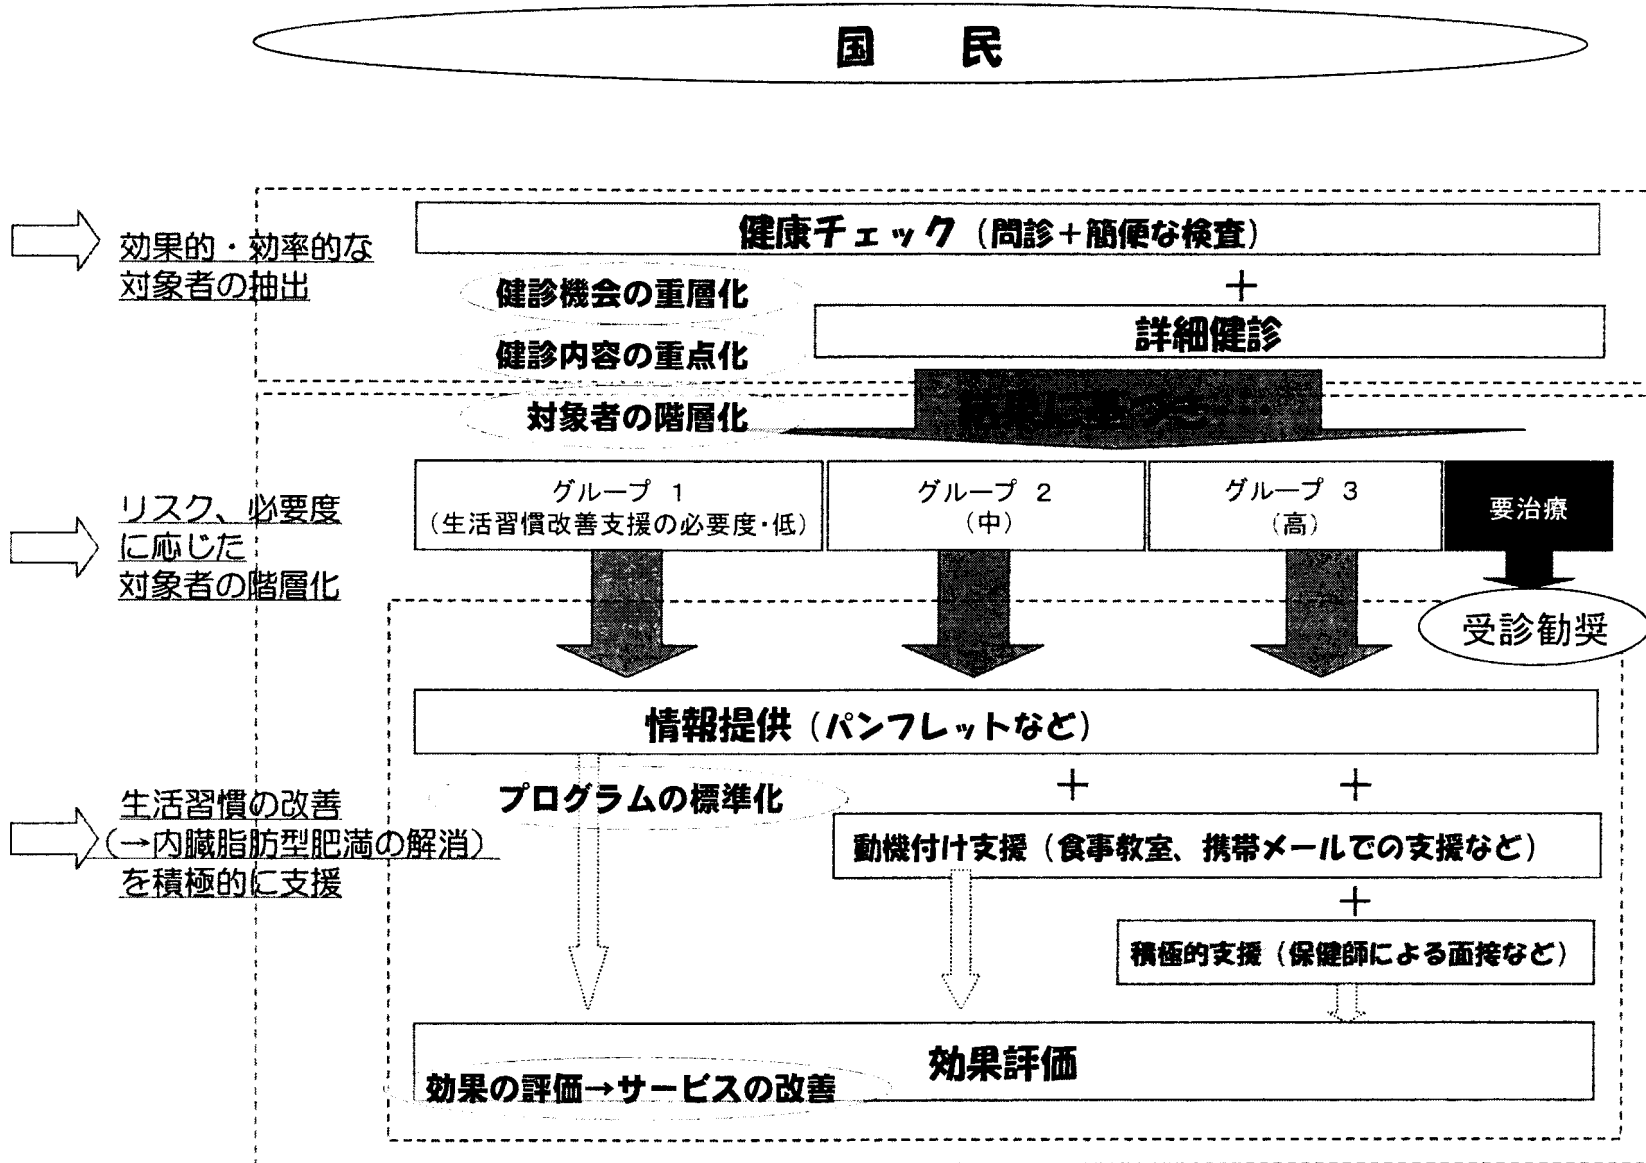 国　民
効果的・効率的な
対象者の抽出
健康チェック（問診＋簡便な検査）
健診機会の重層化
＋
健診内容の重点化
詳細健診
対象者の階層化
結果に基づき…
リスク、必要度
に応じた
対象者の階層化
グループ 1
（生活習慣改善支援の必要度・低）
グループ 2
（中）
グループ 3
（高）
要治療
受診勧奨
情報提供（パンフレットなど）
プログラムの標準化
＋
＋
生活習慣の改善
（→内臓脂肪型肥満の解消）
を積極的に支援
動機付け支援（食事教室、携帯メールでの支援など）
＋
積極的支援（保健師による面接など）
効果評価
効果の評価→サービスの改善